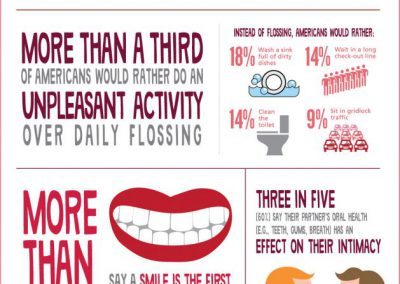 MORE THAN A THIRD
OF AMERICANS WOULD RATHER DO AN
UNPLEASANT ACTIVITY
OVER DAILY FLOSSING
INSTEAD OF FLOSSING, AMERICANS WOULD RATHER:
18% Wash a sink
full of dirty
dishes
14% Wait in a long
check-out line
14% Clean
the
toilet
9% Sit in gridlock
traffic
MORE
THAN
SAY A SMILE IS THE FIRST
THREE IN FIVE
(60%) SAY THEIR PARTNER'S ORAL HEALTH
(E.G., TEETH, GUMS, BREATH) HAS AN
EFFECT ON THEIR INTIMACY